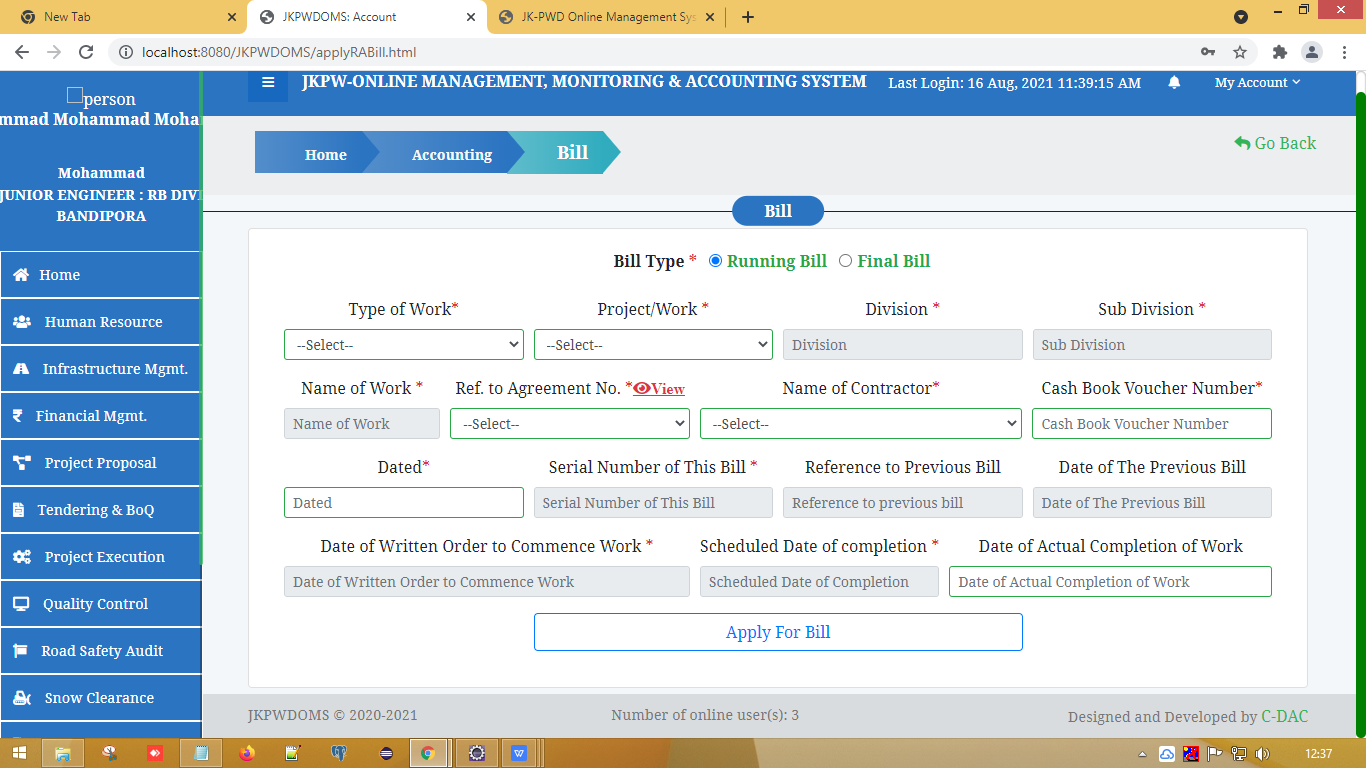 New Tab
JKPWDOMS: Account
JK-PWD Online Management Sys
localhost:8080/JKPWDOMS/applyRABill.html
person
mmad Mohammad Moha
Mohammad
JUNIOR ENGINEER : RB DIVI
BANDIPORA
Home
Human Resource
Infrastructure Mgmt.
Financial Mgmt.
Project Proposal
Tendering & BoQ
Project Execution
Quality Control
Road Safety Audit
Snow Clearance
JKPW-ONLINE MANAGEMENT, MONITORING & ACCOUNTING SYSTEM
Last Login: 16 Aug, 2021 11:39:15 AM
My Account
Home
Accounting
Bill
Go Back
Bill
Bill Type * Running Bill Final Bill
Type of Work* Project/Work * Division * Sub Division *
--Select-- --Select-- Division Sub Division
Name of Work * Ref. to Agreement No. *View Name of Contractor* Cash Book Voucher Number*
Name of Work --Select-- --Select-- Cash Book Voucher Number
Dated* Serial Number of This Bill * Reference to Previous Bill Date of The Previous Bill
Dated Serial Number of This Bill Reference to previous bill Date of The Previous Bill
Date of Written Order to Commence Work * Scheduled Date of completion * Date of Actual Completion of Work
Date of Written Order to Commence Work Scheduled Date of Completion Date of Actual Completion of Work
Apply For Bill
JKPWDOMS © 2020-2021 Number of online user(s): 3 Designed and Developed by C-DAC
12:37